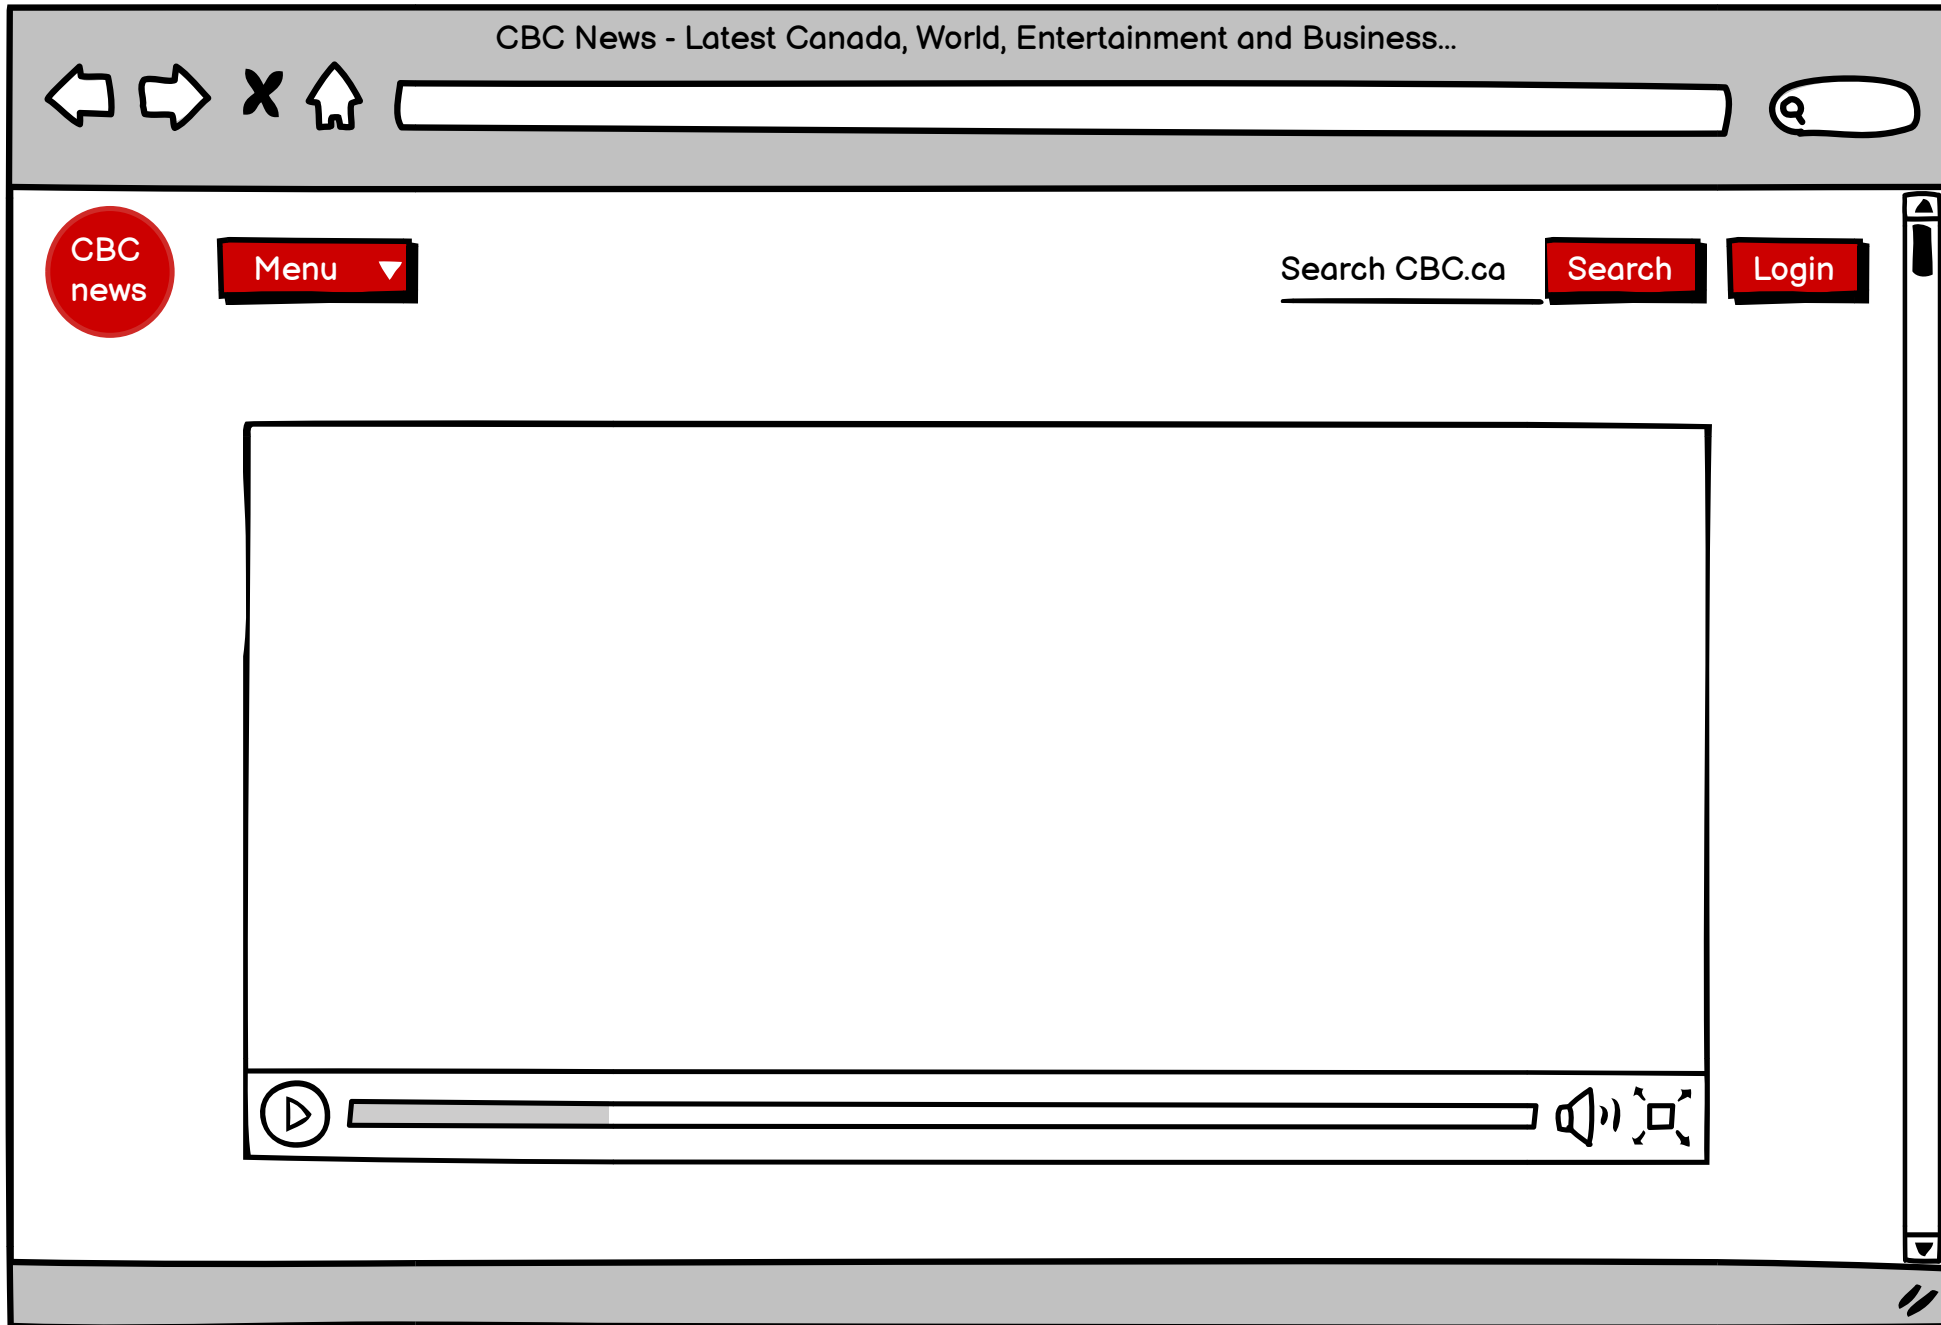 CBC News - Latest Canada, World, Entertainment and Business...
CBC
news
Menu
Search CBC.ca
Search
Login